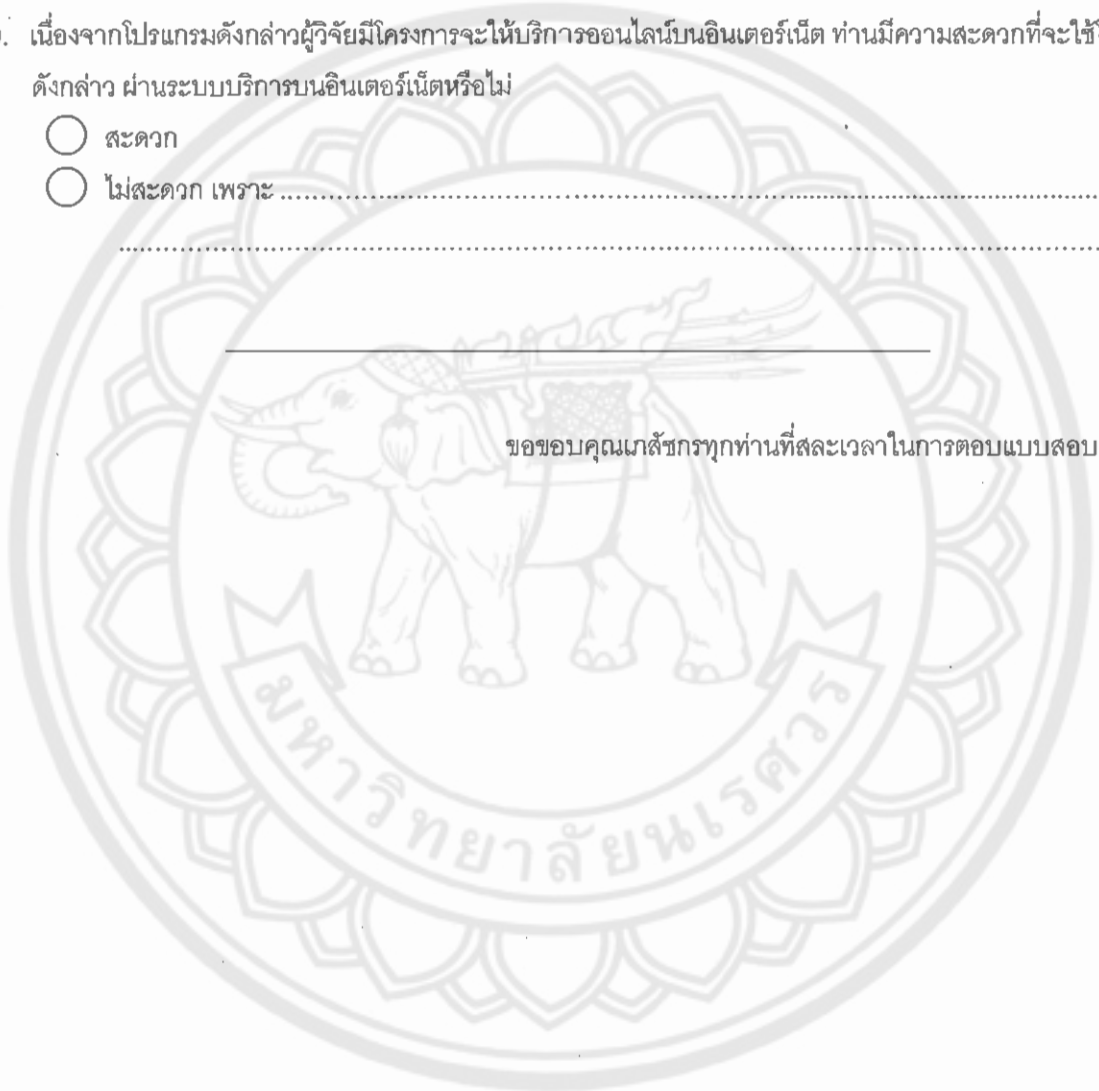 . เนื่องจากโปรแกรมดังกล่าวผู้วิจัยมีโครงการจะให้บริการออนไลน์บนอินเตอร์เน็ต ท่านมีความสะดวกที่จะใช้
ดังกล่าว ผ่านระบบบริการบนอินเตอร์เน็ตหรือไม่
สะดวก
ไม่สะดวก เพราะ ................................................................................
................................................................................
ขอขอบคุณเภสัชกรทุกท่านที่สละเวลาในการตอบแบบสอบ
มหาวิทยาลัยนเรศวร